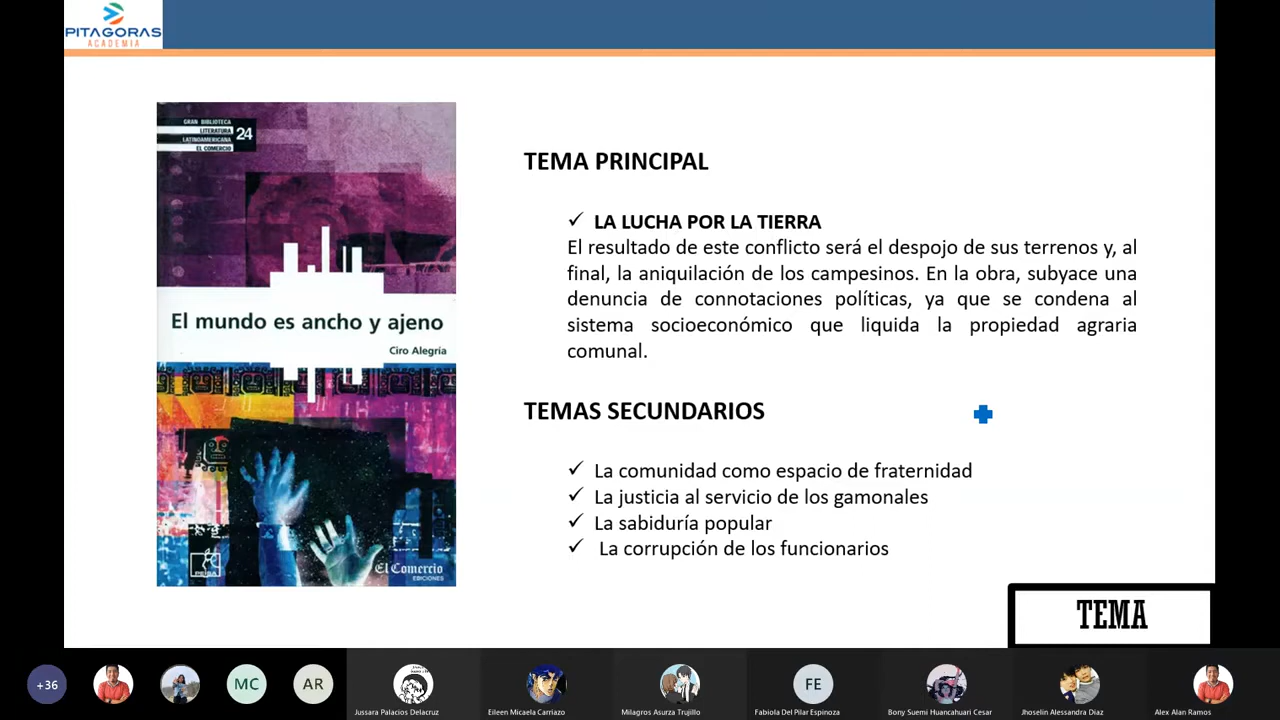 PITAGORAS
ACADEMIA
GRAN BIBLIOTECA
LITERATURA
LATINOAMERICANA
EL COMERCIO
24
El mundo es ancho y ajeno
Ciro Alegría
PEISA
El Comercio
EDICIONES
TEMA PRINCIPAL
✓ LA LUCHA POR LA TIERRA
El resultado de este conflicto será el despojo de sus terrenos y, al
final, la aniquilación de los campesinos. En la obra, subyace una
denuncia de connotaciones políticas, ya que se condena al
sistema socioeconómico que liquida la propiedad agraria
comunal.
TEMAS SECUNDARIOS
✓ La comunidad como espacio de fraternidad
✓ La justicia al servicio de los gamonales
✓ La sabiduría popular
✓ La corrupción de los funcionarios
TEMA
+36
MC
AR
Jussara Palacios Delacruz
Eileen Micaela Carriazo
Milagros Asurza Trujillo
FE
Fabiola Del Pilar Espinoza
Bony Suemi Huancahuari Cesar
Jhoselin Alessandra Diaz
Alex Alan Ramos